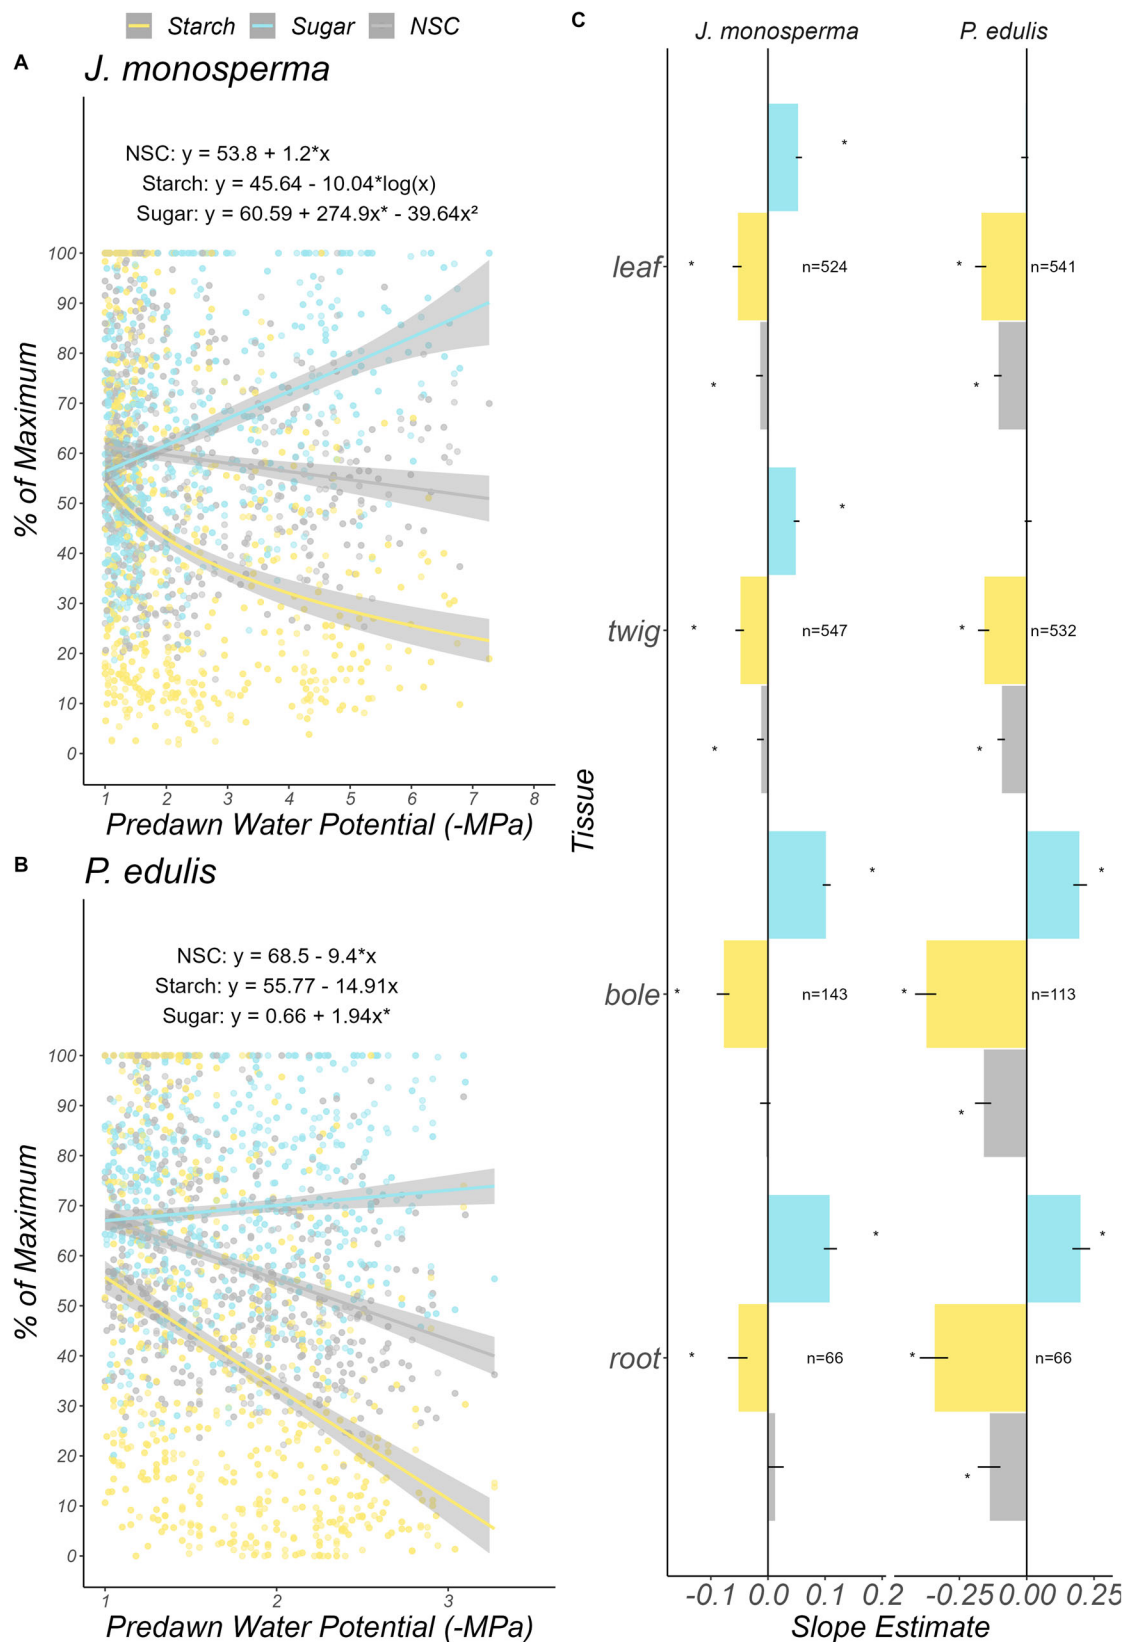 Starch Sugar NSC
A
J. monosperma
NSC: y = 53.8 + 1.2*x
Starch: y = 45.64 - 10.04*log(x)
Sugar: y = 60.59 + 274.9x* - 39.64x²
100
90
80
70
60
50
40
30
20
10
0
% of Maximum
1 2 3 4 5 6 7 8
Predawn Water Potential (-MPa)
B
P. edulis
NSC: y = 68.5 - 9.4*x
Starch: y = 55.77 - 14.91x
Sugar: y = 0.66 + 1.94x*
100
90
80
70
60
50
40
30
20
10
0
% of Maximum
1 2 3
Predawn Water Potential (-MPa)
C
J. monosperma P. edulis
*
leaf * n=524 * n=541
* *
*
twig * n=547 * n=532
* *
Tissue
* *
bole * n=143 * n=113
*
* *
root * n=66 * n=66
*
-0.1 0.0 0.1 0.2 -0.25 0.00 0.25
Slope Estimate